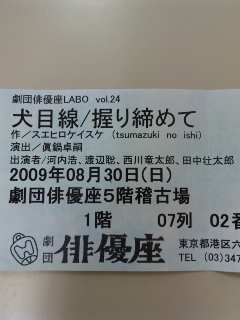 劇団俳優座LABO vol.24
犬目線/握り締めて
作／スエヒロケイスケ (tsumazuki no ishi)
演出／眞鍋卓嗣
出演者/河内浩、渡辺聡、西川竜太郎、田中壮太郎
2009年08月30日(日)
劇団俳優座5階稽古場
1階 07列 02番
劇団 俳優座
東京都港区六
TEL (03)347